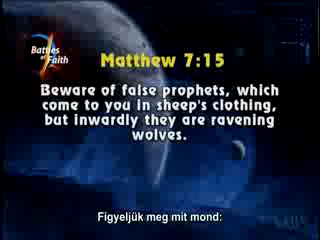 Battles
of Faith
Matthew 7:15
Beware of false prophets, which
come to you in sheep's clothing,
but inwardly they are ravening
wolves.
Figyeljük meg mit mond: